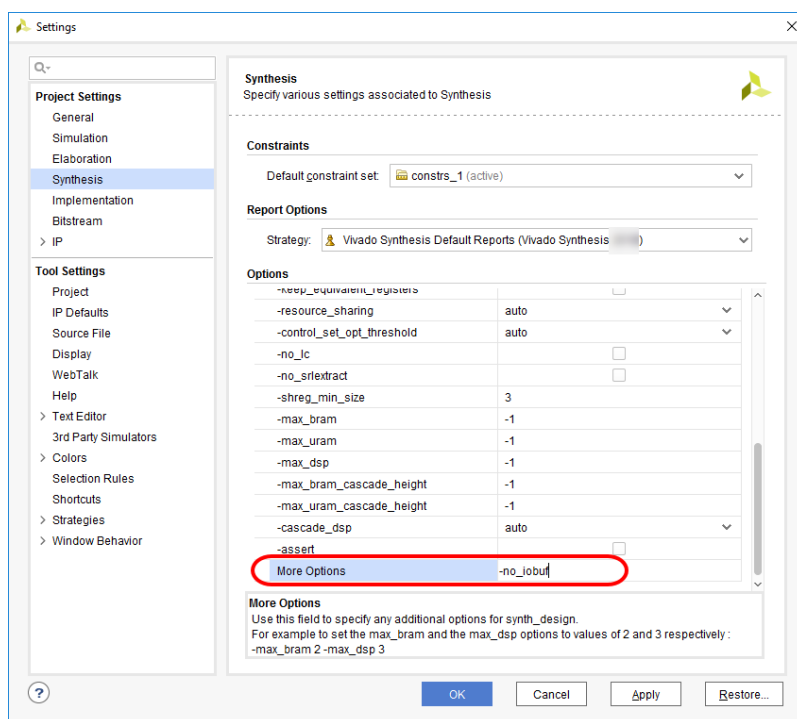 Settings
Project Settings
General
Simulation
Elaboration
Synthesis
Implementation
Bitstream
> IP
Tool Settings
Project
IP Defaults
Source File
Display
WebTalk
Help
> Text Editor
3rd Party Simulators
> Colors
Selection Rules
Shortcuts
> Strategies
> Window Behavior
Synthesis
Specify various settings associated to Synthesis
Constraints
Default constraint set: constrs_1 (active)
Report Options
Strategy: Vivado Synthesis Default Reports (Vivado Synthesis )
Options
-keep_equivalent_registers
-resource_sharing auto
-control_set_opt_threshold auto
-no_lc
-no_srlextract
-shreg_min_size 3
-max_bram -1
-max_uram -1
-max_dsp -1
-max_bram_cascade_height -1
-max_uram_cascade_height -1
-cascade_dsp auto
-assert
More Options -no_iobuf
More Options
Use this field to specify any additional options for synth_design.
For example to set the max_bram and the max_dsp options to values of 2 and 3 respectively :
-max_bram 2 -max_dsp 3
? OK Cancel Apply Restore...